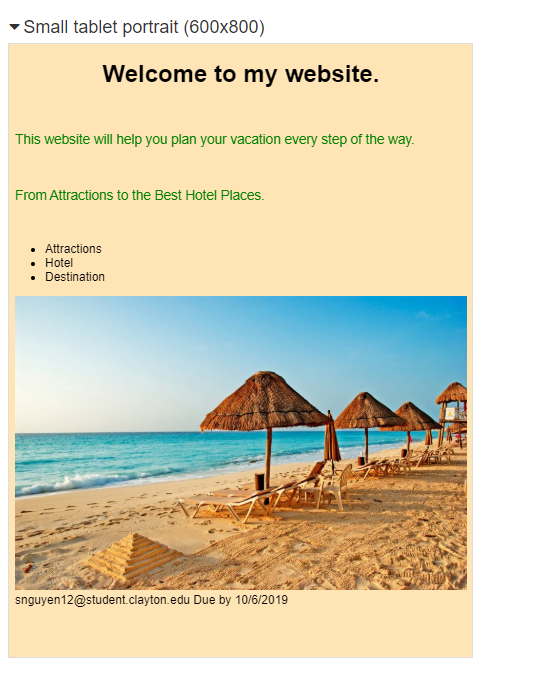 Small tablet portrait (600x800)
Welcome to my website.
This website will help you plan your vacation every step of the way.
From Attractions to the Best Hotel Places.
Attractions
Hotel
Destination
snguyen12@student.clayton.edu Due by 10/6/2019